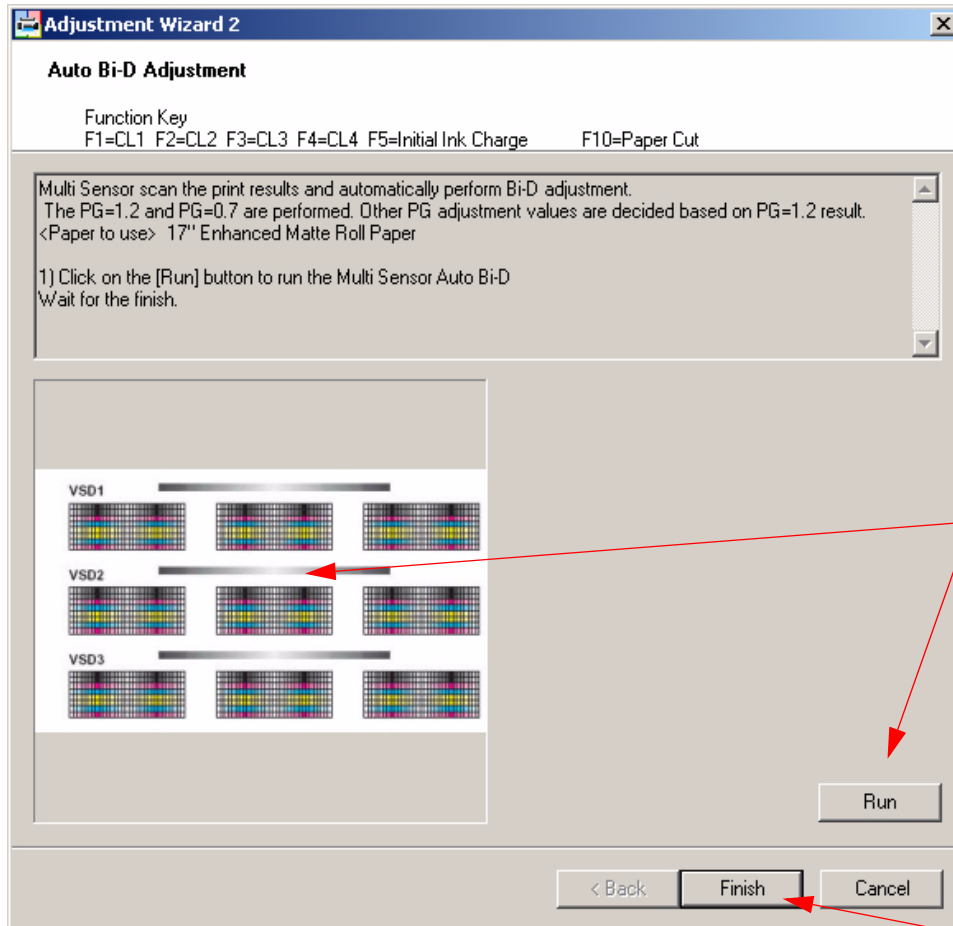 Adjustment Wizard 2
Auto Bi-D Adjustment
Function Key
F1=CL1 F2=CL2 F3=CL3 F4=CL4 F5=Initial Ink Charge F10=Paper Cut
Multi Sensor scan the print results and automatically perform Bi-D adjustment.
The PG=1.2 and PG=0.7 are performed. Other PG adjustment values are decided based on PG=1.2 result.
<Paper to use> 17" Enhanced Matte Roll Paper
1) Click on the [Run] button to run the Multi Sensor Auto Bi-D
Wait for the finish.
VSD1
VSD2
VSD3
Run
< Back Finish Cancel